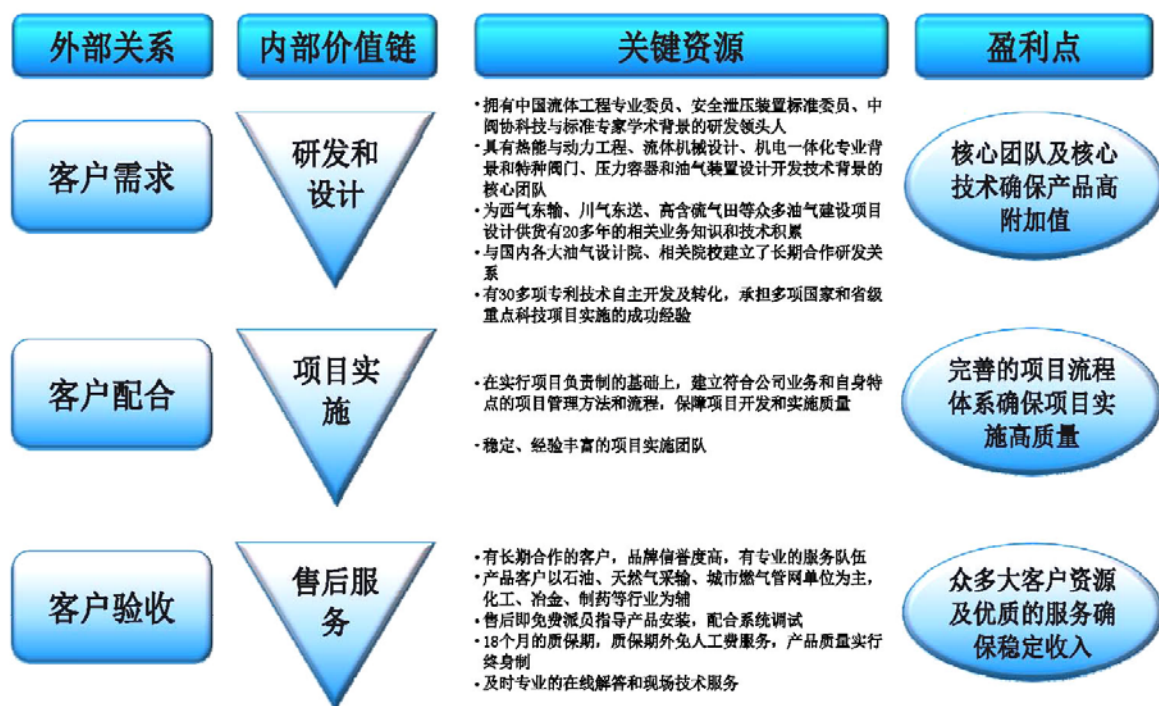 外部关系
内部价值链
关键资源
盈利点
客户需求
研发和
设计
•拥有中国流体工程专业委员、安全泄压装置标准委员、中
阀协科技与标准专家学术背景的研发领头人
•具有热能与动力工程、流体机械设计、机电一体化专业背
景和特种阀门、压力容器和油气装置设计开发技术背景的
核心团队
•为西气东输、川气东送、高含硫气田等众多油气建设项目
设计供货有20多年的相关业务知识和技术积累
•与国内各大油气设计院、相关院校建立了长期合作研发关
系
•有30多项专利技术自主开发及转化，承担多项国家和省级
重点科技项目实施的成功经验
核心团队及核心
技术确保产品高
附加值
客户配合
项目实
施
•在实行项目负责制的基础上，建立符合公司业务和自身特
点的项目管理方法和流程，保障项目开发和实施质量
•稳定、经验丰富的项目实施团队
完善的项目流程
体系确保项目实
施高质量
客户验收
售后服
务
•有长期合作的客户，品牌信誉度高，有专业的服务队伍
•产品客户以石油、天然气采输、城市燃气管网单位为主，
化工、冶金、制药等行业为辅
•售后即免费派员指导产品安装，配合系统调试
•18个月的质保期，质保期外免人工费服务，产品质量实行
终身制
•及时专业的在线解答和现场技术服务
众多大客户资源
及优质的服务确
保稳定收入